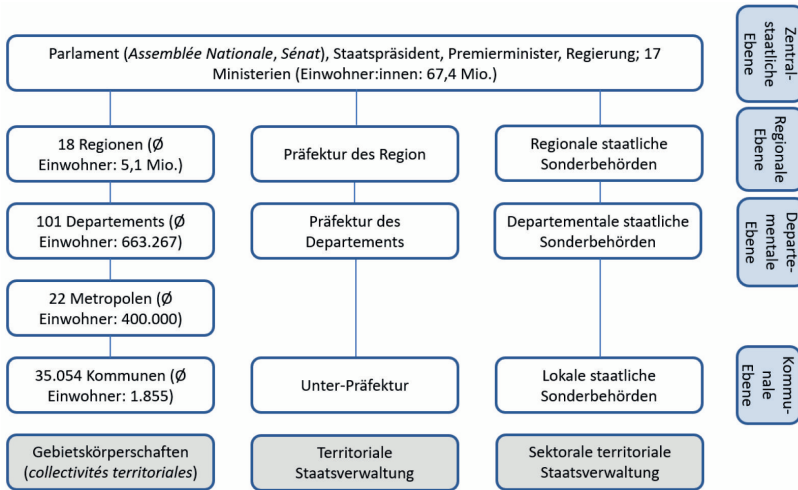 Parlament (Assemblée Nationale, Sénat), Staatspräsident, Premierminister, Regierung; 17
Ministerien (Einwohner:innen: 67,4 Mio.)
Zentral-
staatliche
Ebene
18 Regionen (Ø
Einwohner: 5,1 Mio.)
Präfektur des Region
Regionale staatliche
Sonderbehörden
Regionale
Ebene
101 Departements (Ø
Einwohner: 663.267)
Präfektur des
Departements
Departementale staatliche
Sonderbehörden
Departe-
mentale
Ebene
22 Metropolen (Ø
Einwohner: 400.000)
35.054 Kommunen (Ø
Einwohner: 1.855)
Unter-Präfektur
Lokale staatliche
Sonderbehörden
Kommu-
nale
Ebene
Gebietskörperschaften
(collectivités territoriales)
Territoriale
Staatsverwaltung
Sektorale territoriale
Staatsverwaltung